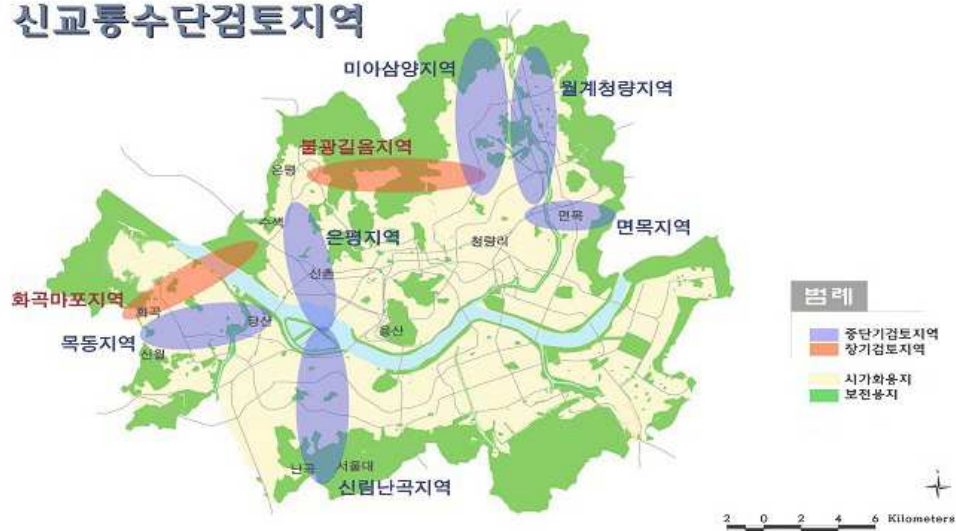 신교통수단검토지역
미아삼양지역
월계청량지역
불광길음지역
은평
수색
은평지역
면목
면목지역
청량리
신촌
화곡마포지역
화곡
당산
용산
목동지역
신월
난곡
서울대
신림난곡지역
범례
중단기검토지역
장기검토지역
시가화용지
보전용지
2 0 2 4 6 Kilometers